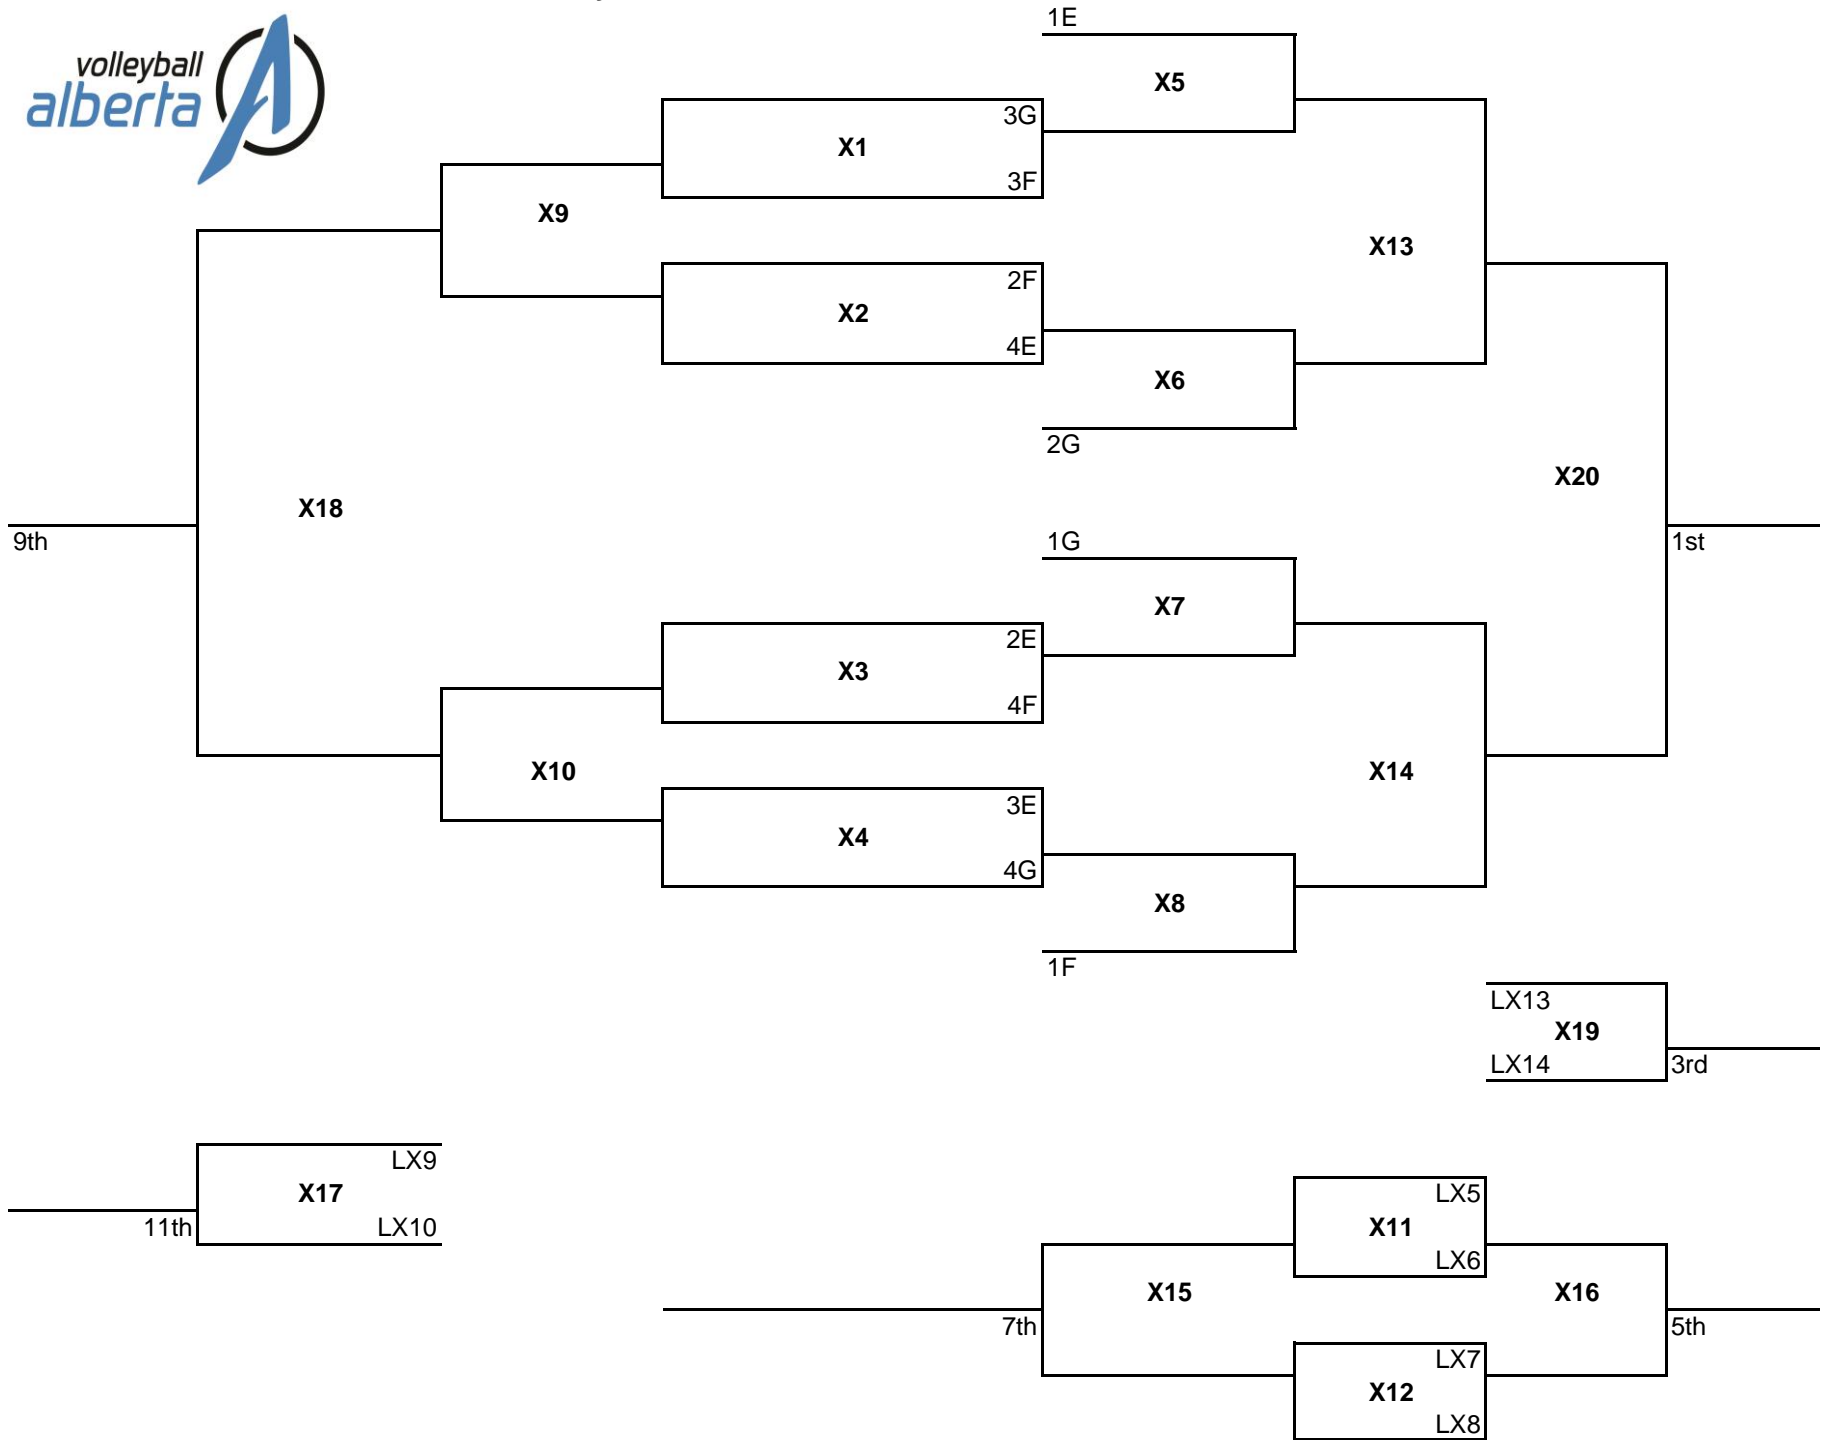 1E
volleyball
alberta
X5
3G
X1
3F
X9
X13
2F
X2
4E
X6
2G
X20
X18
9th
1G
1st
X7
2E
X3
4F
X10
X14
3E
X4
4G
X8
1F
LX13
X19
LX14
3rd
LX9
X17
LX5
11th
LX10
X11
LX6
X15
X16
7th
5th
LX7
X12
LX8